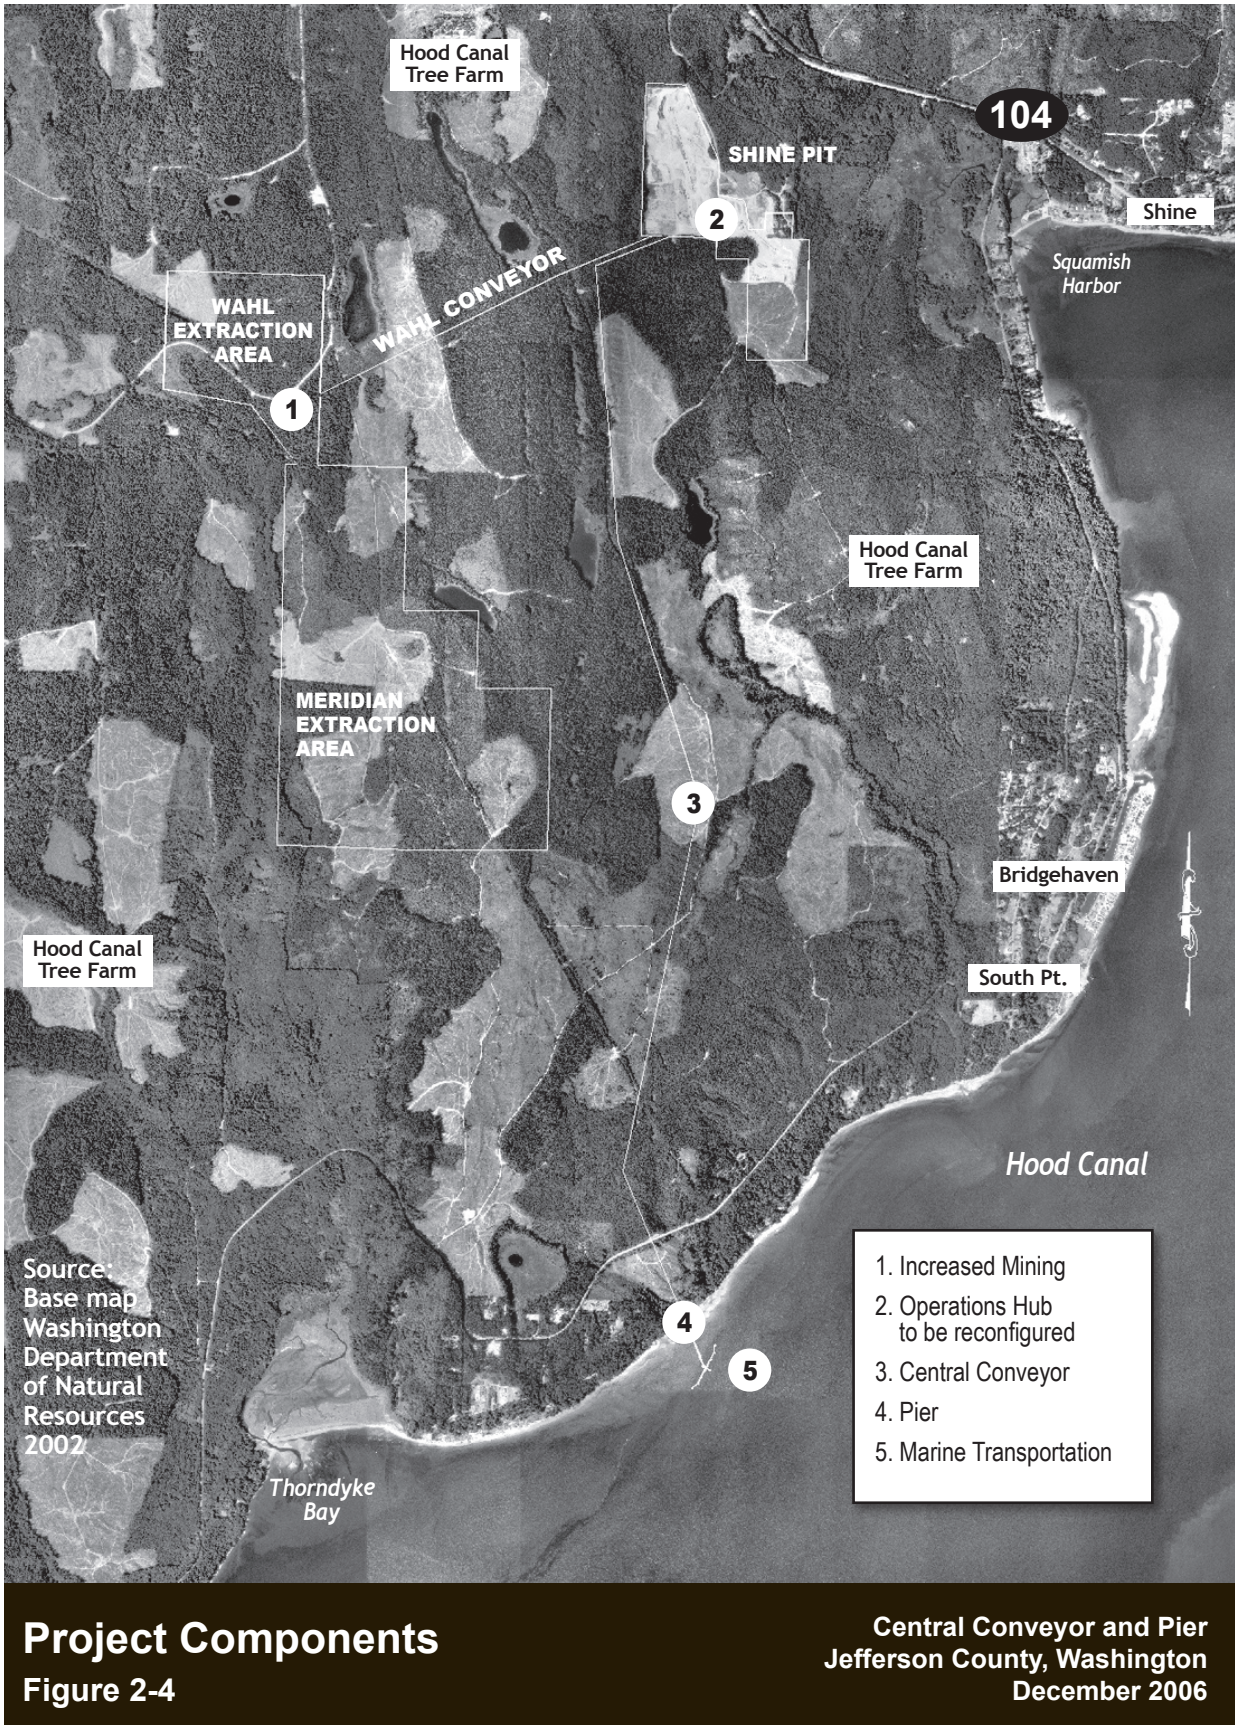 Hood Canal
Tree Farm
104
SHINE PIT
2
Shine
Squamish
Harbor
WAHL CONVEYOR
WAHL
EXTRACTION
AREA
1
Hood Canal
Tree Farm
MERIDIAN
EXTRACTION
AREA
3
Bridgehaven
Hood Canal
Tree Farm
South Pt.
Hood Canal
Source:
Base map
Washington
Department
of Natural
Resources
2002
4
5
Thorndyke
Bay
1. Increased Mining
2. Operations Hub
to be reconfigured
3. Central Conveyor
4. Pier
5. Marine Transportation
Project Components
Figure 2-4
Central Conveyor and Pier
Jefferson County, Washington
December 2006